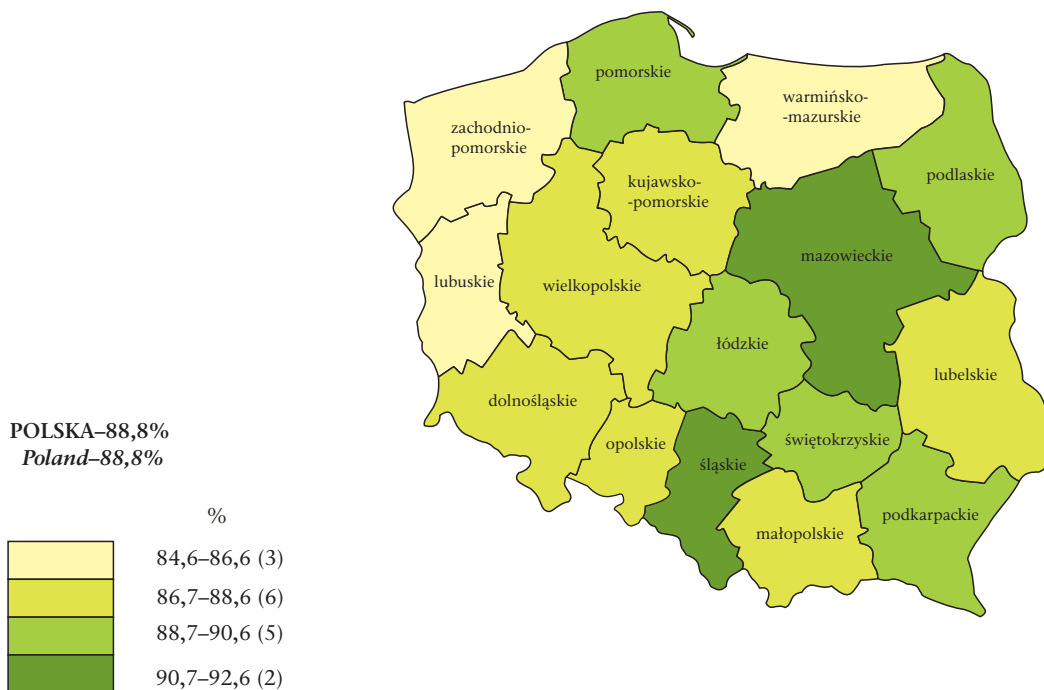 pomorskie
warmińsko-
-mazurskie
zachodnio-
pomorskie
podlaskie
kujawsko-
-pomorskie
mazowieckie
lubuskie
wielkopolskie
łódzkie
lubelskie
dolnośląskie
opolskie
świętokrzyskie
śląskie
podkarpackie
małopolskie
POLSKA–88,8%
Poland–88,8%
%
84,6–86,6 (3)
86,7–88,6 (6)
88,7–90,6 (5)
90,7–92,6 (2)